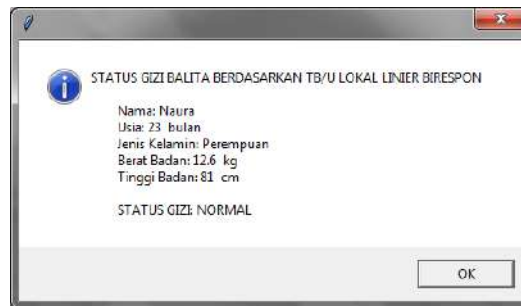 STATUS GIZI BALITA BERDASARKAN TB/U LOKAL LINIER BIRESPON
Nama: Naura
Usia: 23 bulan
Jenis Kelamin: Perempuan
Berat Badan: 12.6 kg
Tinggi Badan: 81 cm
STATUS GIZI: NORMAL
OK